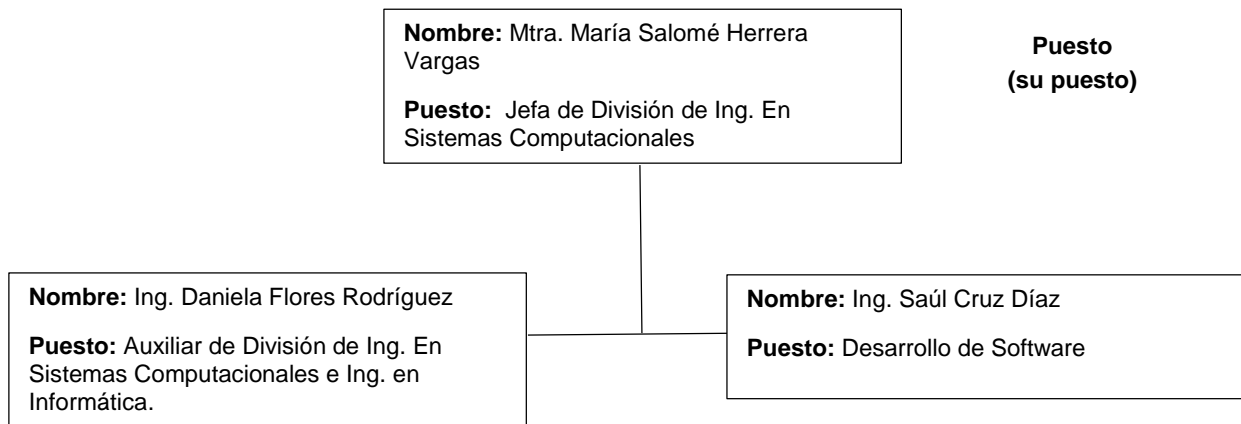 Nombre: Mtra. María Salomé Herrera
Vargas
Puesto: Jefa de División de Ing. En
Sistemas Computacionales
Puesto
(su puesto)
Nombre: Ing. Daniela Flores Rodríguez
Puesto: Auxiliar de División de Ing. En
Sistemas Computacionales e Ing. en
Informática.
Nombre: Ing. Saúl Cruz Díaz
Puesto: Desarrollo de Software